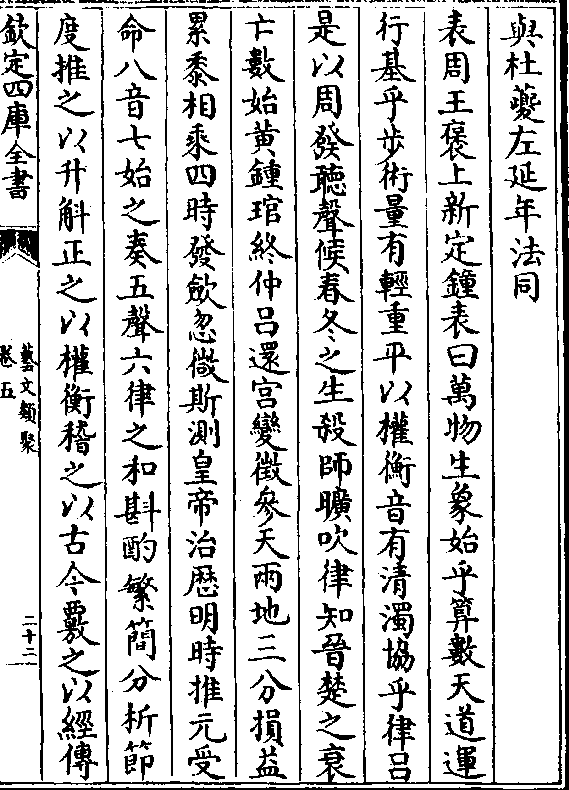 與杜夔左延年法同
表周王褒上新定鐘表曰萬物生象始乎算數天道運
行基乎步術量有輕重平以權衡音有清濁協乎律吕
是以周發聽聲候春冬之生殺師曠吹律知晉楚之衰
亡數始黄鍾琯終仲吕還宫變徵參天兩地三分損益
累黍相乘四時發斂忽微斯測皇帝治歴明時推元受
命八音七始之奏五聲六律之和斟酌繁簡分析節
度推之以升斛正之以權衡稽之以古今覈之以經傳
欽定四庫全書
藝文類聚
卷五
二十二